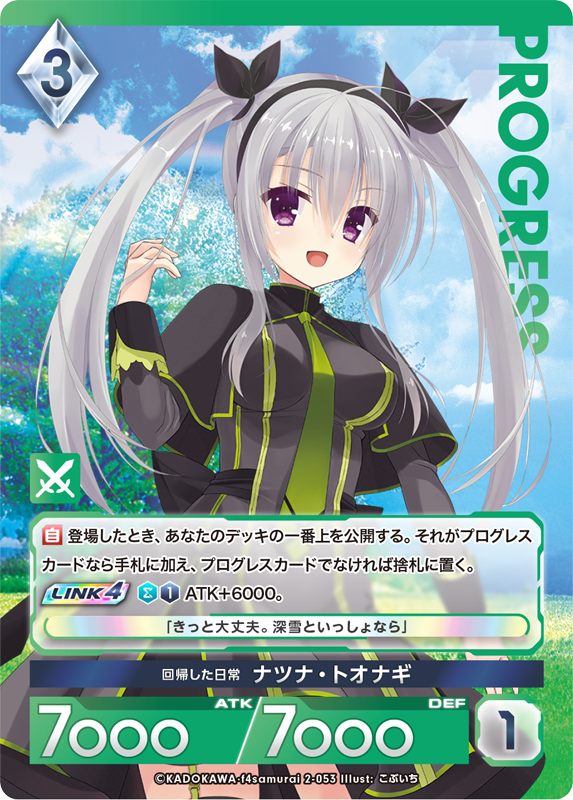 3
PROGRESS
自 登場したとき、あなたのデッキの一番上を公開する。それがプログレス
カードなら手札に加え、プログレスカードでなければ捨札に置く。
LINK4 Σ 1 ATK+6000。
「きっと大丈夫。深雪といっしょなら」
回帰した日常 ナツナ・トオナギ
ATK DEF
7000 7000 1
©KADOKAWA-f4samurai 2-053 Illust: こぶいち